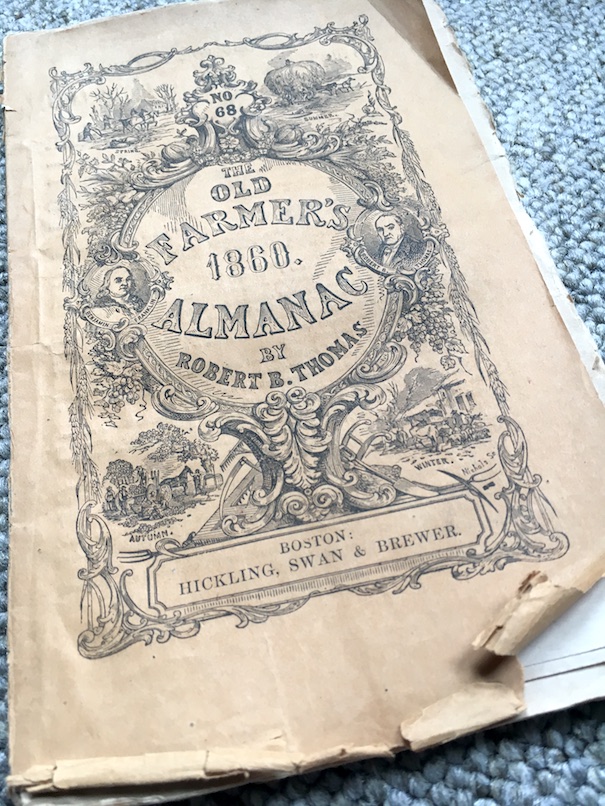 NO
68
SPRING.
SUMMER.
THE
OLD
FARMER'S
1860.
ALMANAC
BY
ROBERT B. THOMAS
AUTUMN.
WINTER.
BOSTON:
HICKLING, SWAN & BREWER.